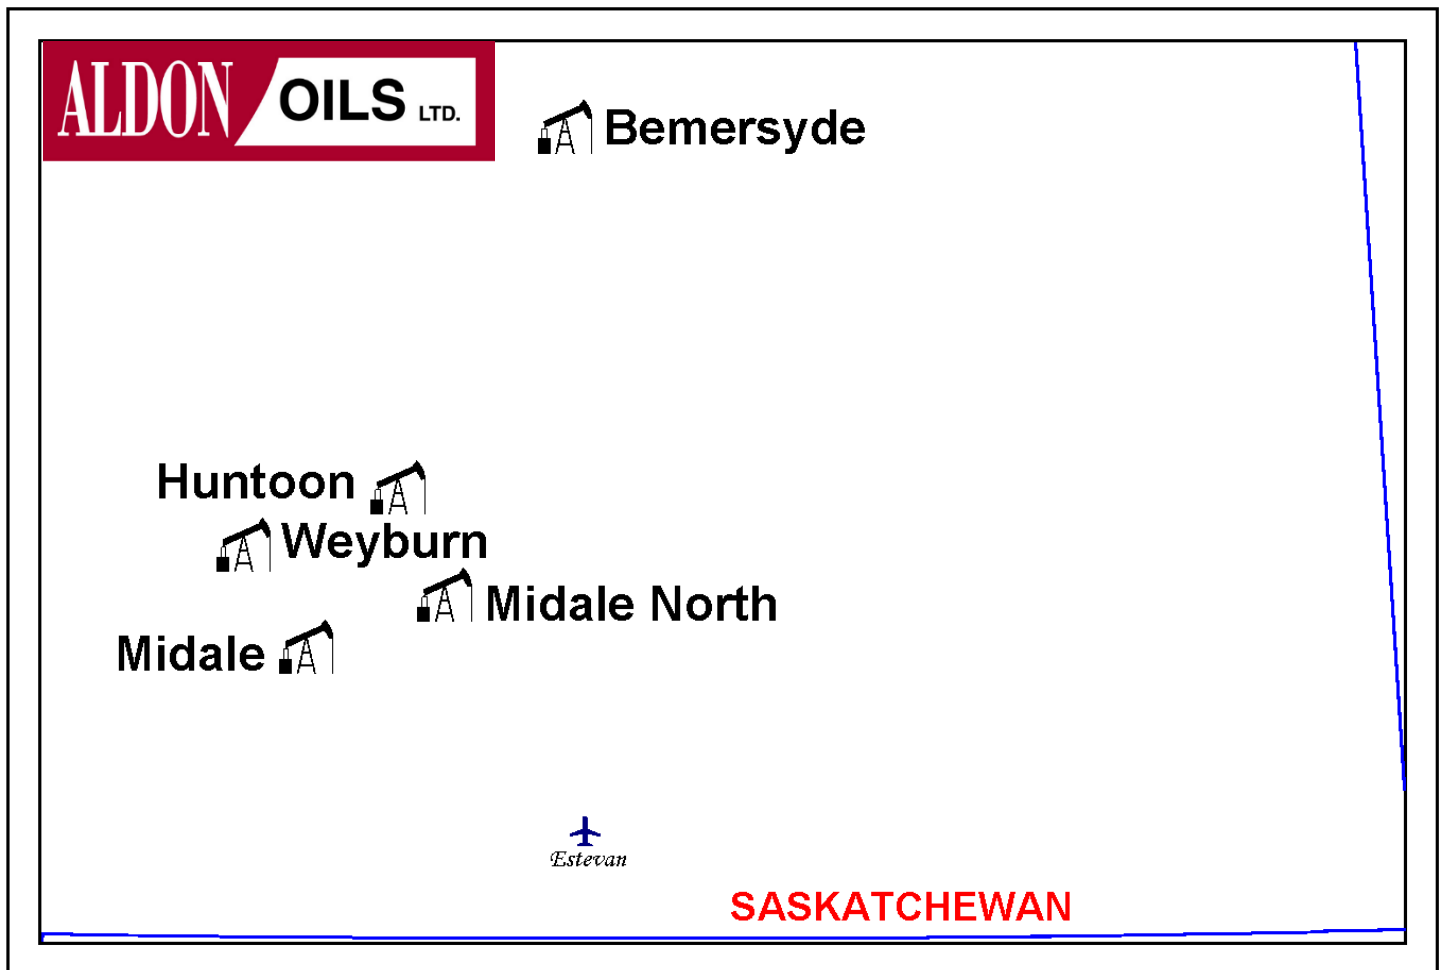 ALDON OILS LTD.
Bemersyde
Huntoon
Weyburn
Midale North
Midale
Estevan
SASKATCHEWAN